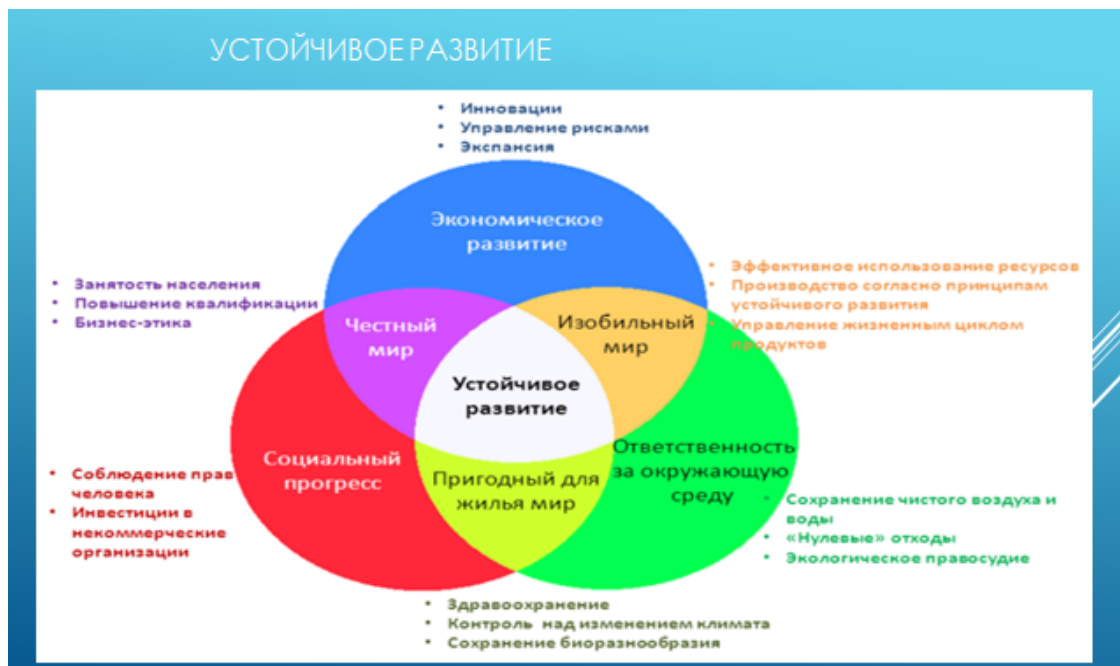 УСТОЙЧИВОЕ РАЗВИТИЕ
• Инновации
• Управление рисками
• Экспансия
Экономическое
развитие
• Занятость населения
• Повышение квалификации
• Бизнес-этика
• Эффективное использование ресурсов
• Производство согласно принципам
устойчивого развития
• Управление жизненным циклом
продуктов
Честный
мир
Изобильный
мир
Устойчивое
развитие
Социальный
прогресс
Пригодный для
жилья мир
Ответственность
за окружающую
среду
• Соблюдение прав
человека
• Инвестиции в
некоммерческие
организации
• Сохранение чистого воздуха и
воды
• «Нулевые» отходы
• Экологическое правосудие
• Здравоохранение
• Контроль над изменением климата
• Сохранение биоразнообразия